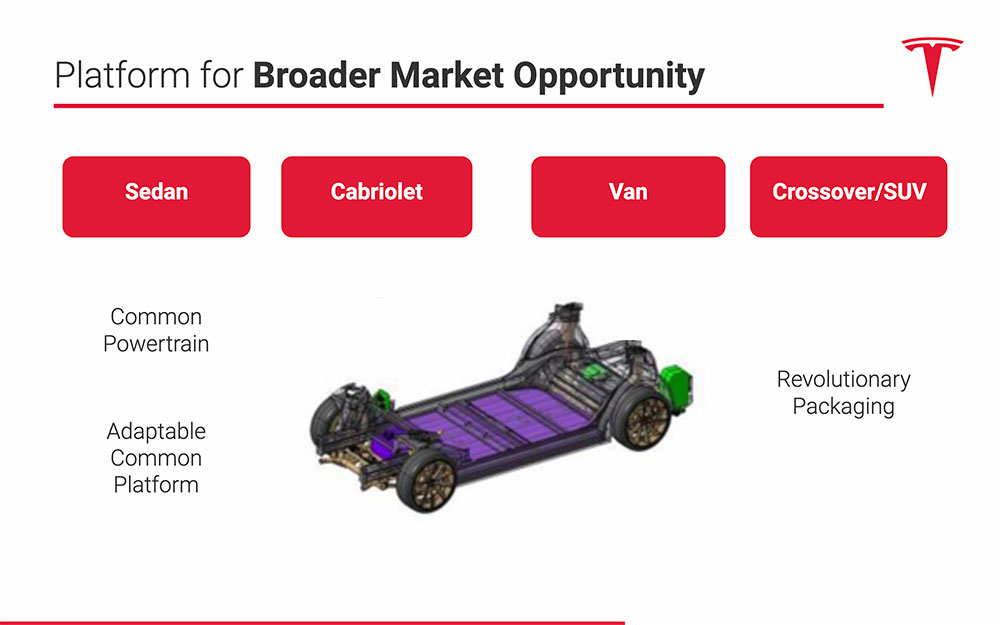 Platform for Broader Market Opportunity
Sedan
Cabriolet
Van
Crossover/SUV
Common
Powertrain
Adaptable
Common
Platform
Revolutionary
Packaging